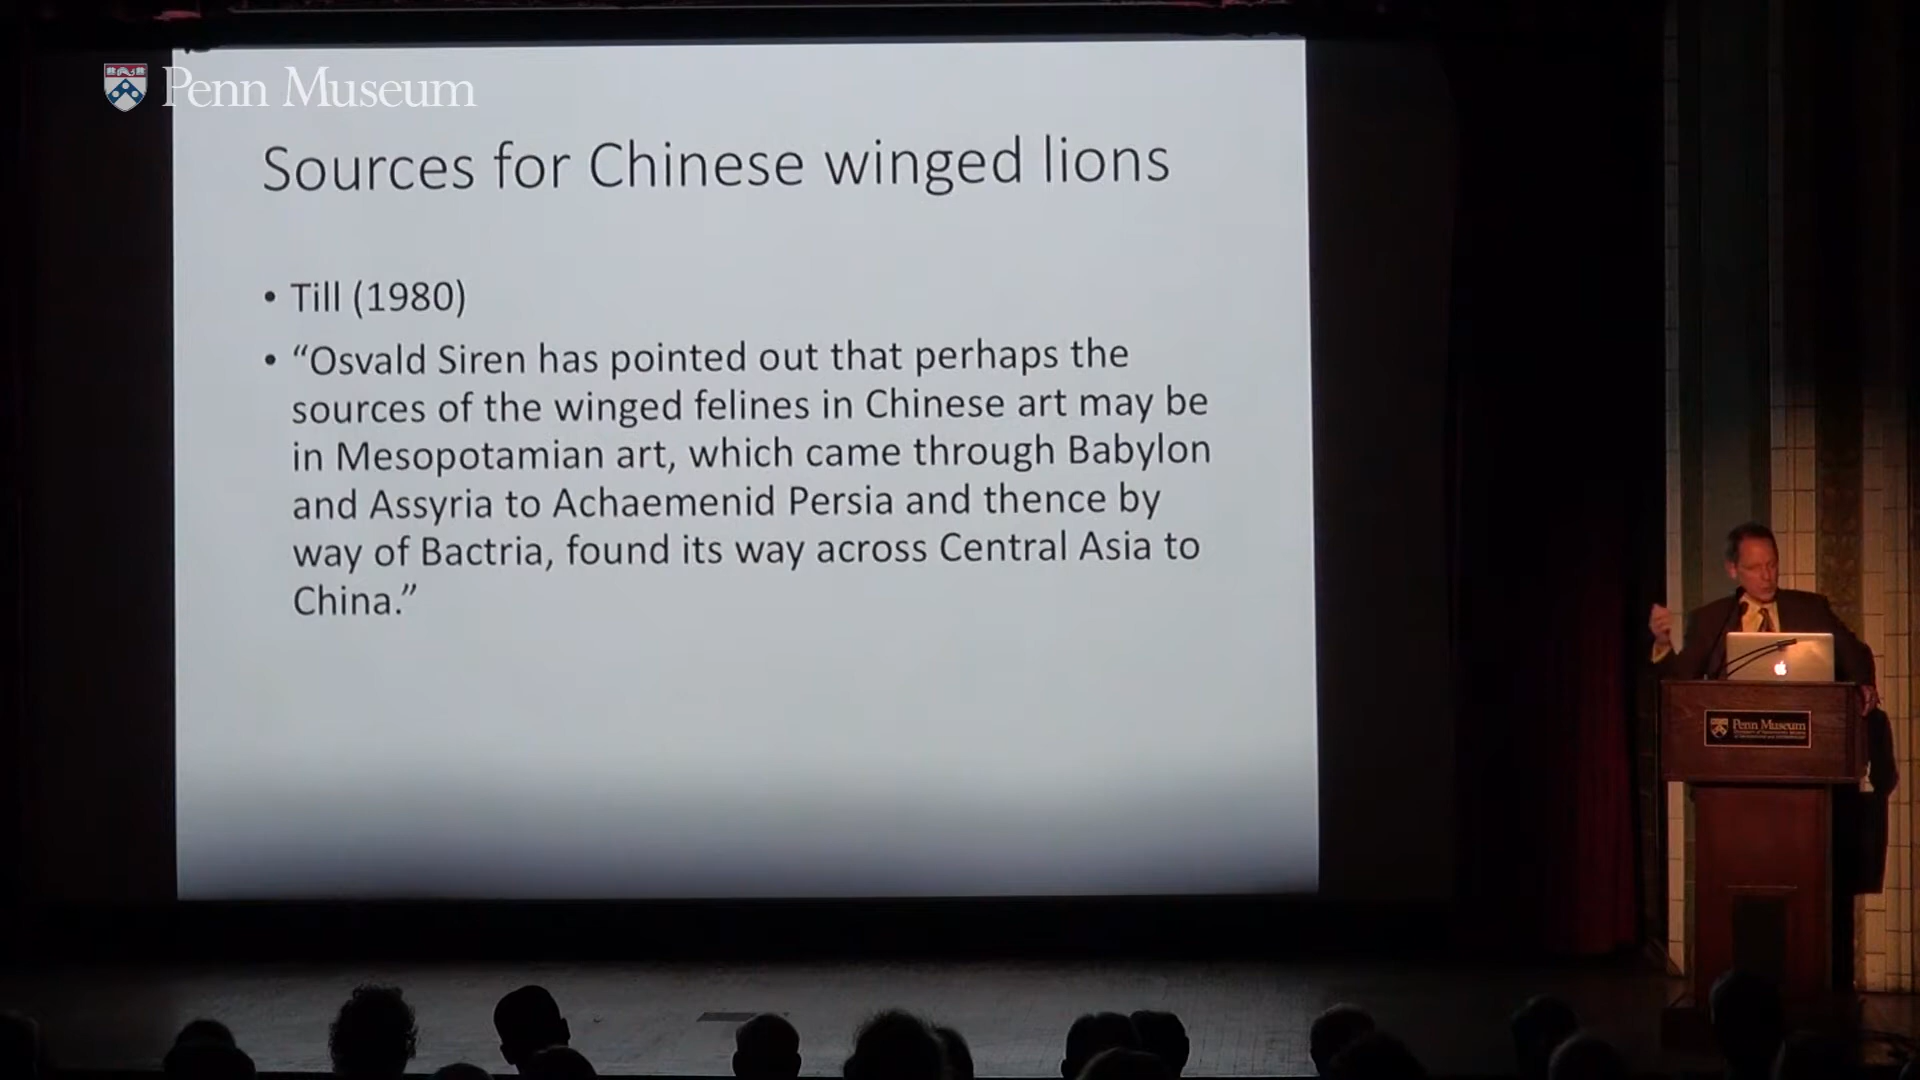 Penn Museum
Sources for Chinese winged lions
• Till (1980)
• “Osvald Siren has pointed out that perhaps the
sources of the winged felines in Chinese art may be
in Mesopotamian art, which came through Babylon
and Assyria to Achaemenid Persia and thence by
way of Bactria, found its way across Central Asia to
China.”
Penn Museum